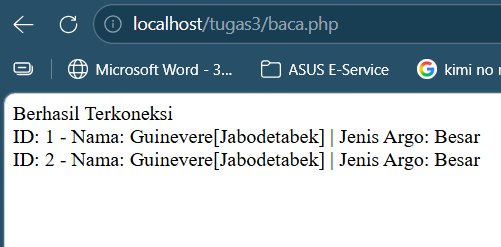 localhost/tugas3/baca.php
Microsoft Word - 3...
ASUS E-Service
kimi no
Berhasil Terkoneksi
ID: 1 - Nama: Guinevere[Jabodetabek] | Jenis Argo: Besar
ID: 2 - Nama: Guinevere[Jabodetabek] | Jenis Argo: Besar